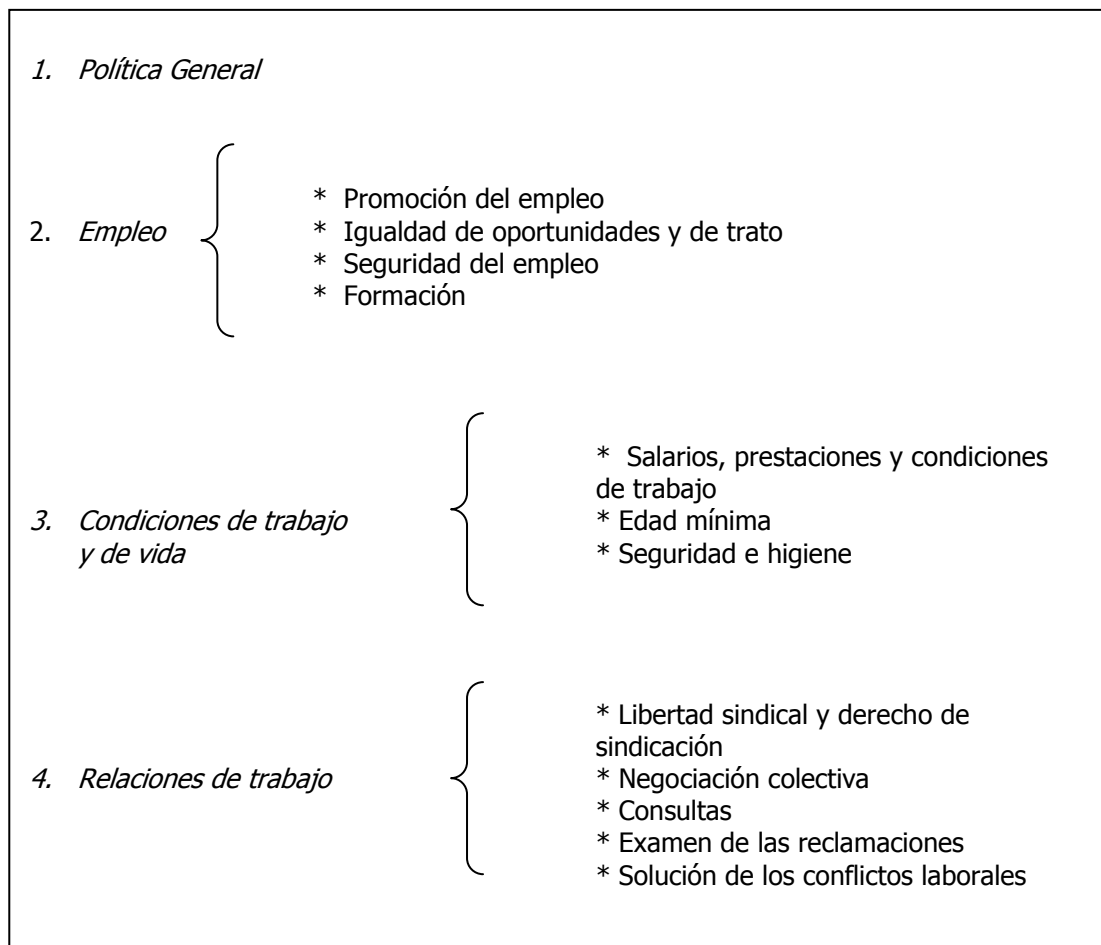 1. Política General
2. Empleo
* Promoción del empleo
* Igualdad de oportunidades y de trato
* Seguridad del empleo
* Formación
3. Condiciones de trabajo
y de vida
* Salarios, prestaciones y condiciones
de trabajo
* Edad mínima
* Seguridad e higiene
4. Relaciones de trabajo
* Libertad sindical y derecho de
sindicación
* Negociación colectiva
* Consultas
* Examen de las reclamaciones
* Solución de los conflictos laborales